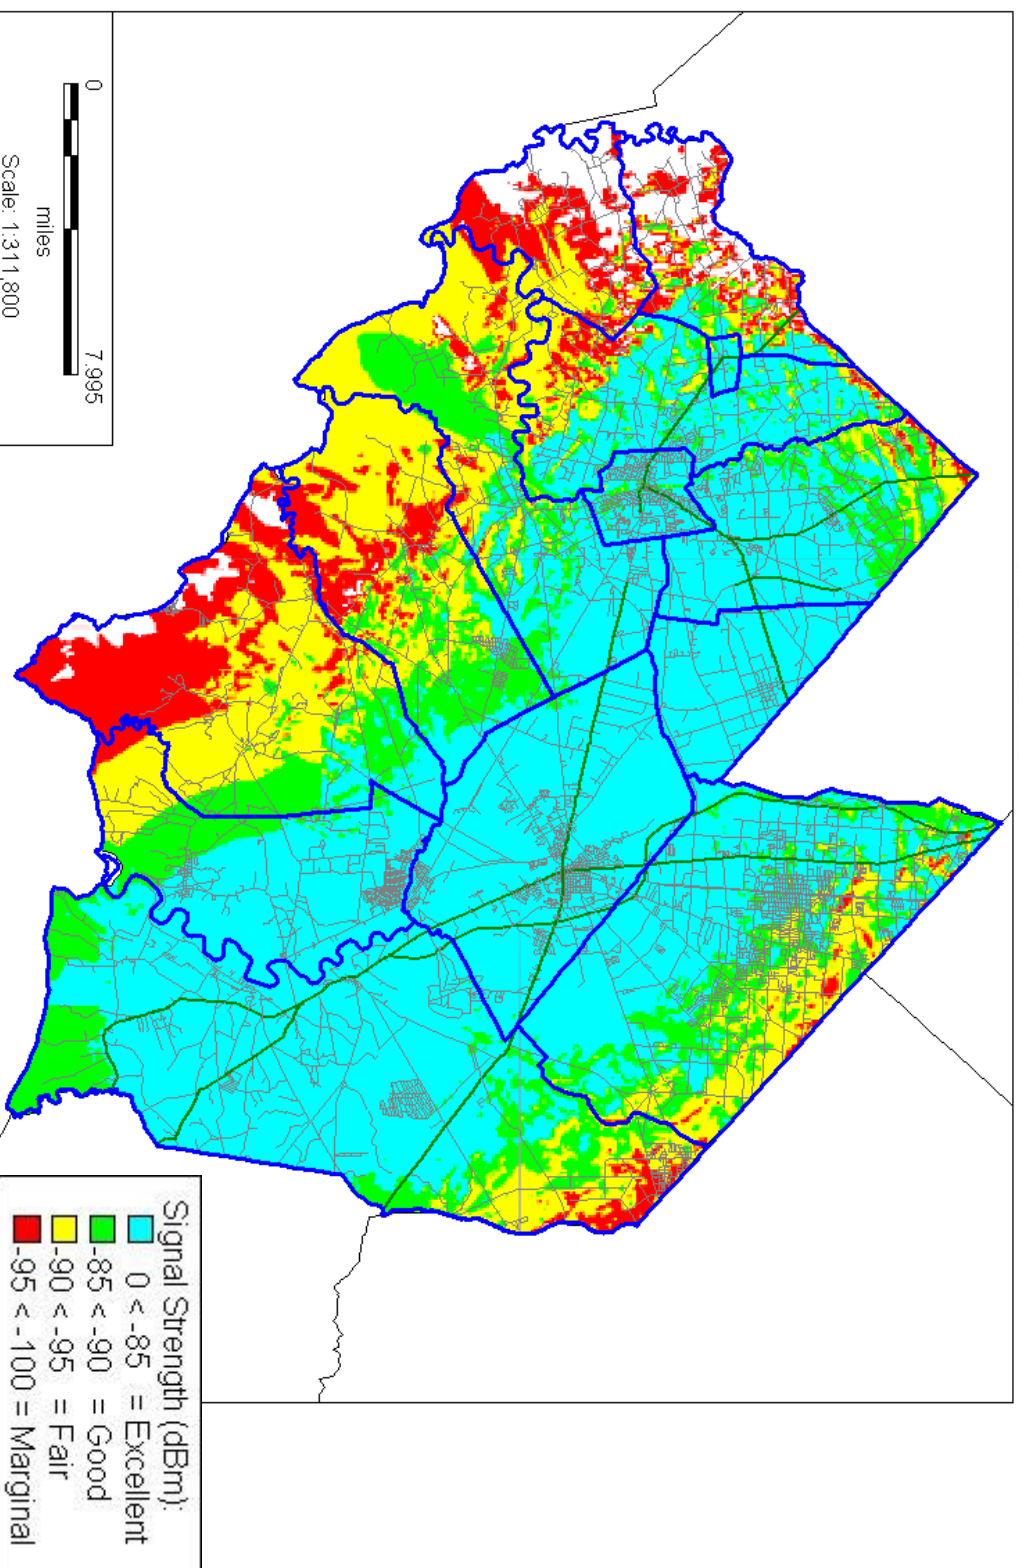 0 7.995
miles
Scale: 1:311,800
Signal Strength (dBm):
0 < -85 = Excellent
-85 < -90 = Good
-90 < -95 = Fair
-95 < -100 = Marginal